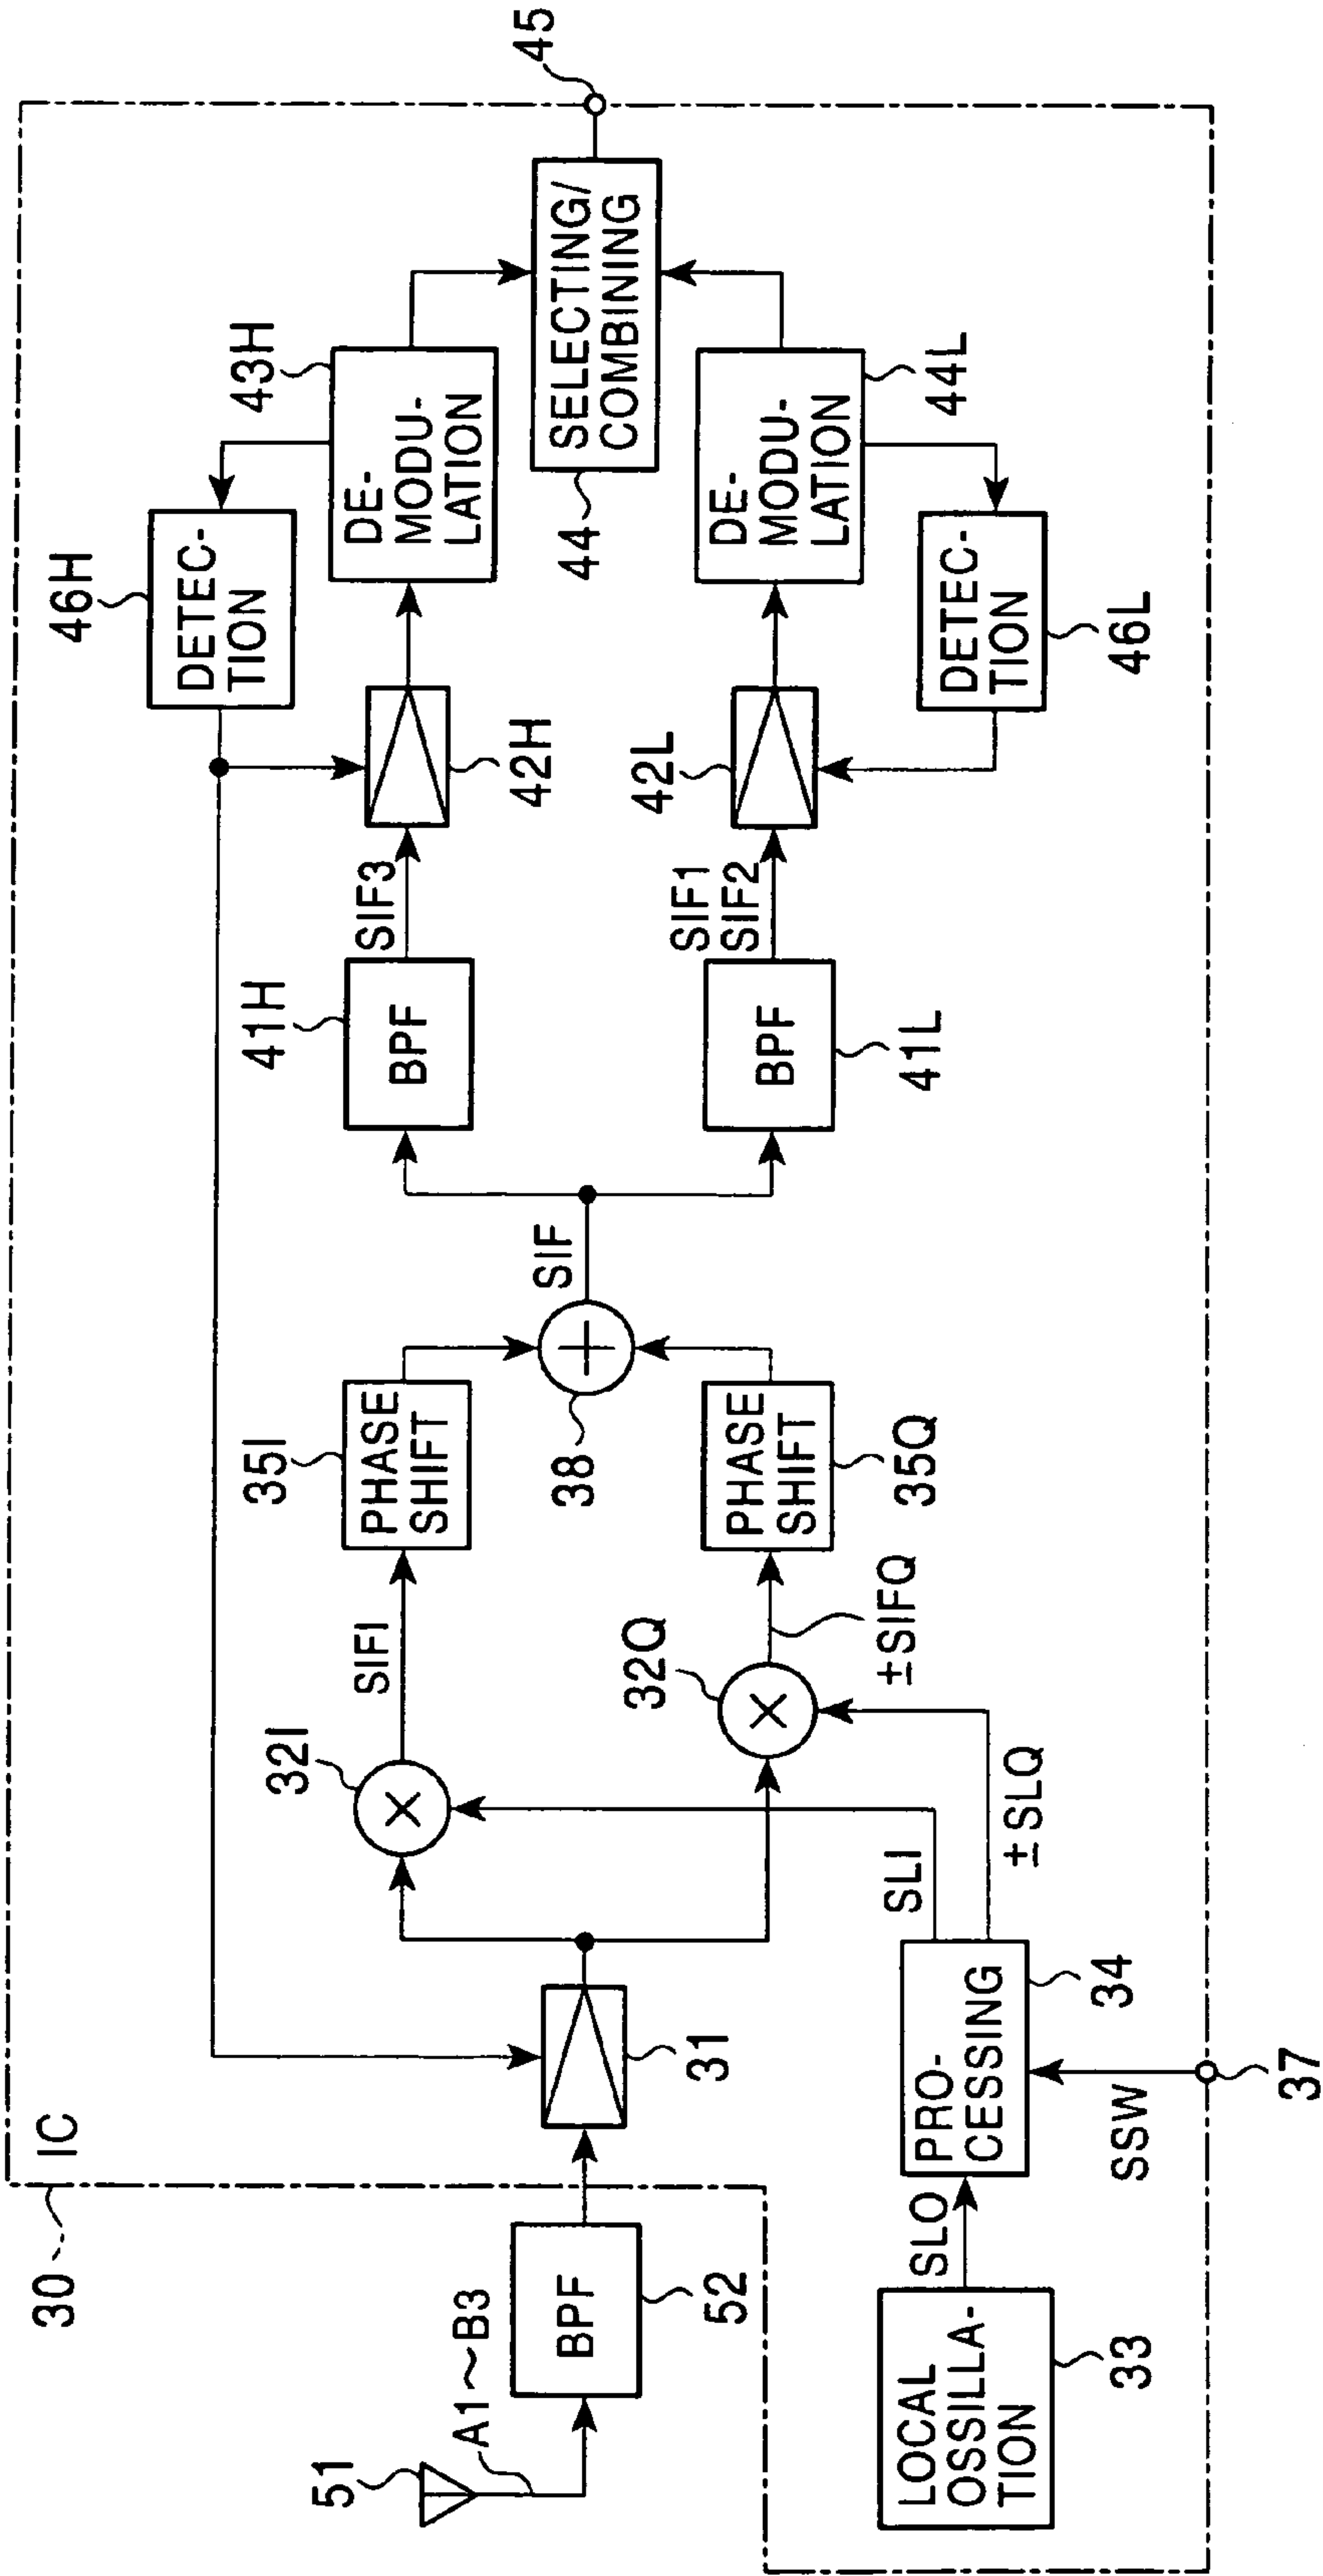 30
IC
51
A1~B3
BPF
52
31
LOCAL
OSSILLA-
TION
33
SLO
PRO-
CESSING
34
SSW
37
SLI
±SLQ
32I
32Q
SIFI
±SIFQ
35I
PHASE
SHIFT
PHASE
SHIFT
35Q
38
SIF
41H
BPF
BPF
41L
SIF3
SIF1
SIF2
42H
42L
46H
DETEC-
TION
43H
DE-
MODU-
LATION
DE-
MODU-
LATION
44L
DETEC-
TION
46L
44
SELECTING/
COMBINING
45